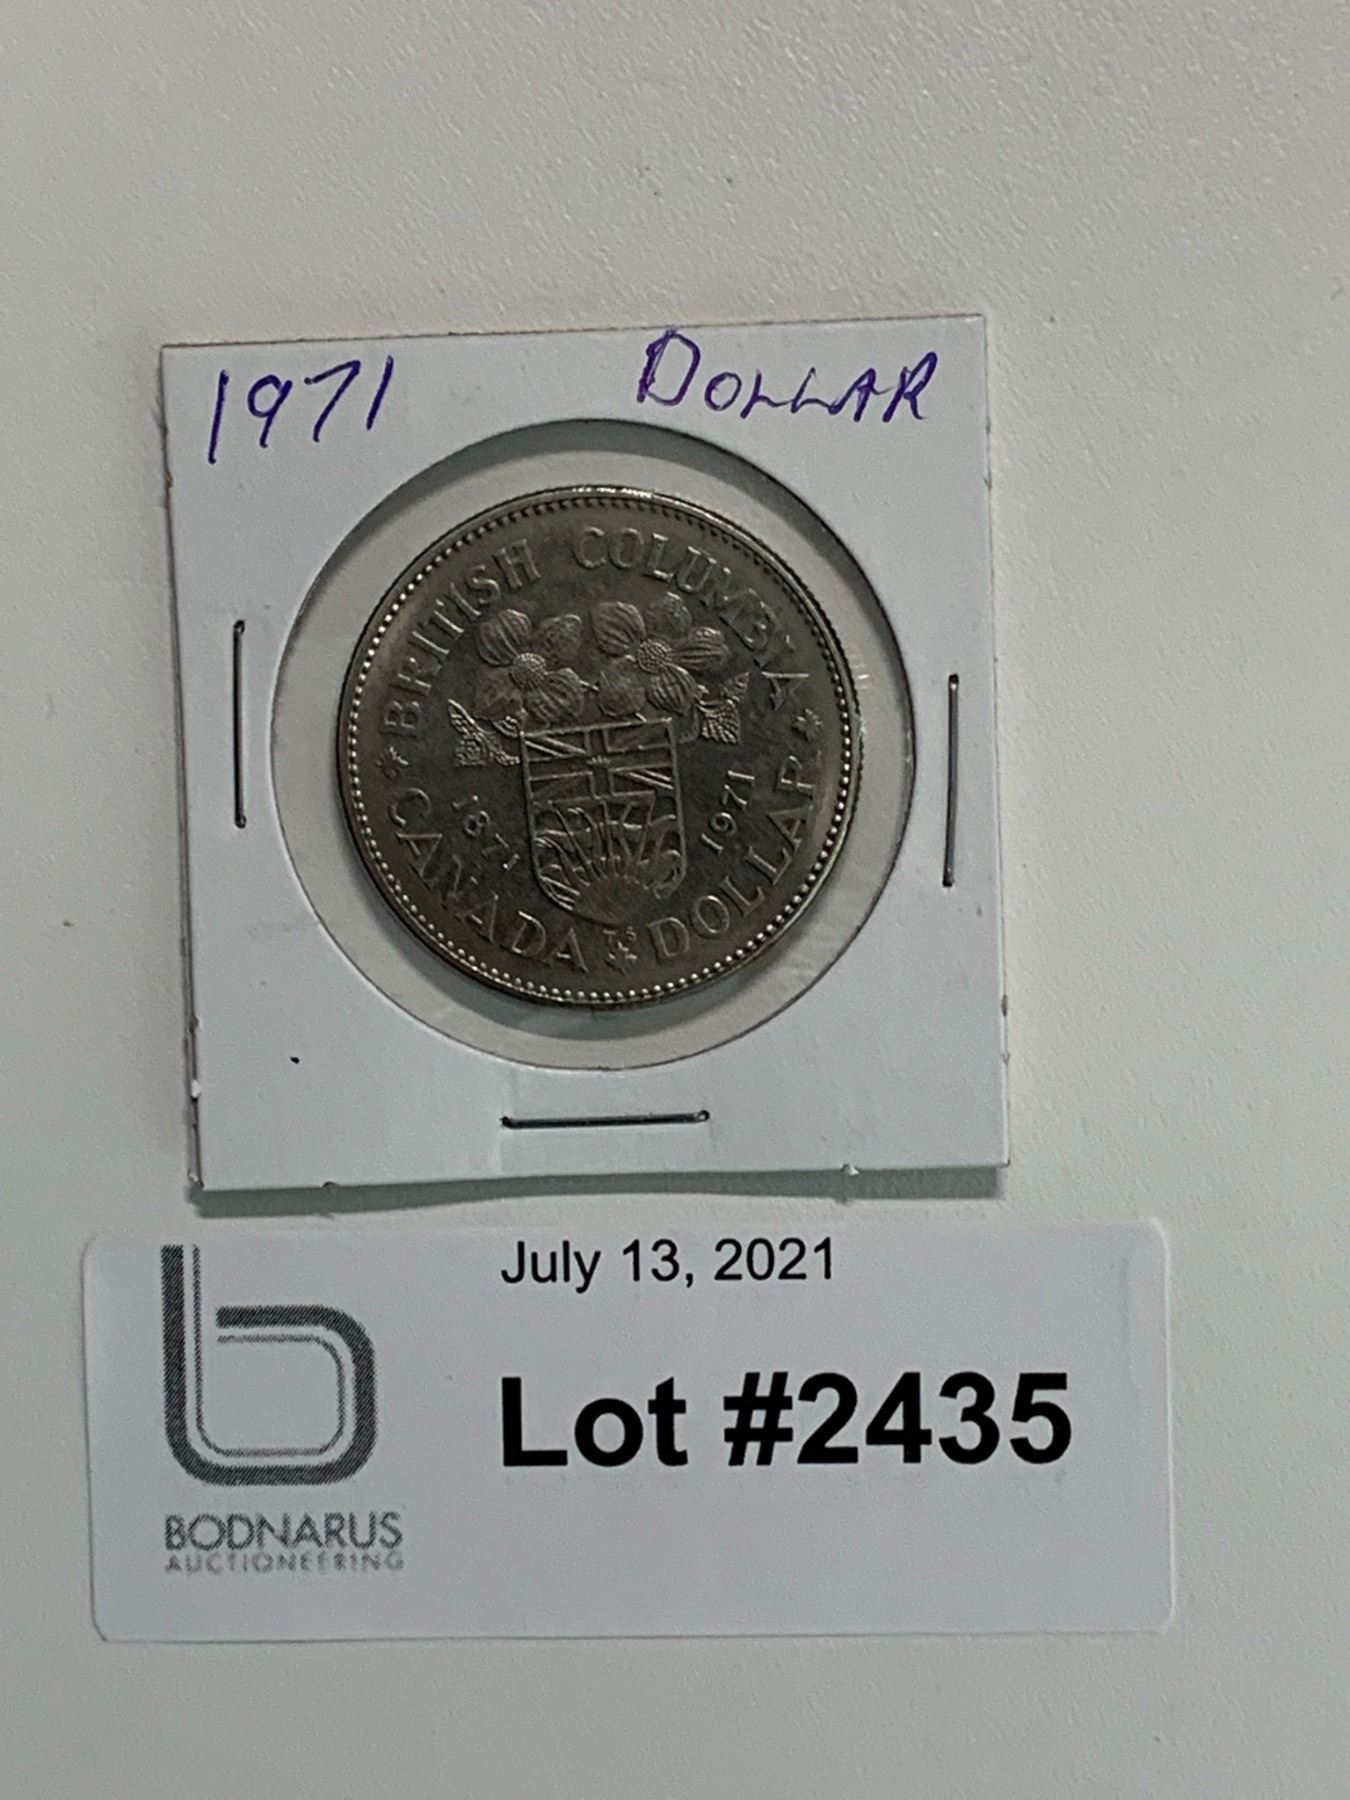 1971 DOLLAR
BRITISH COLUMBIA
1871 1971
CANADA DOLLAR
July 13, 2021
Lot #2435
BODNARUS
AUCTIONEERING